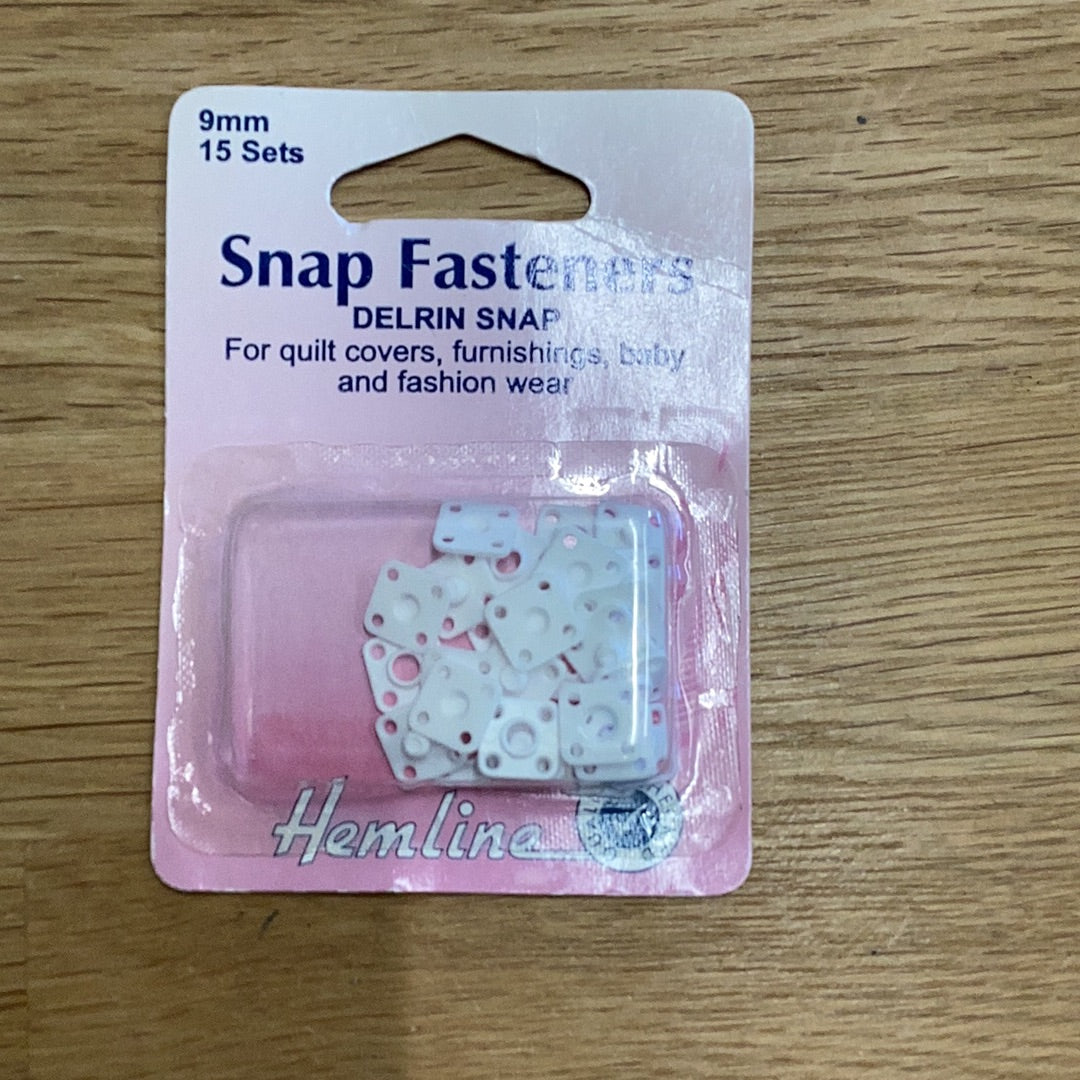 9mm
15 Sets
Snap Fasteners
DELRIN SNAP
For quilt covers, furnishings, baby
and fashion wear
Hemline